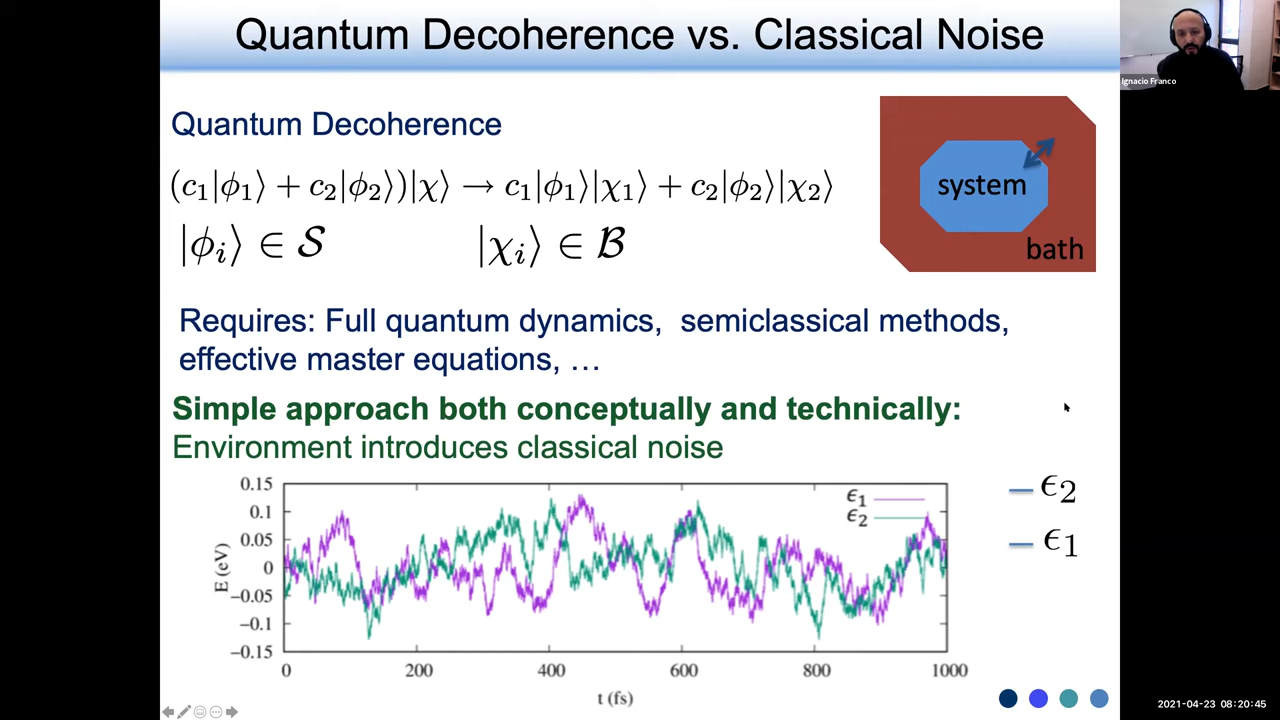 Quantum Decoherence vs. Classical Noise
Ignacio Franco
Quantum Decoherence
(c₁|ϕ₁⟩ + c₂|ϕ₂⟩)|χ⟩ → c₁|ϕ₁⟩|χ₁⟩ + c₂|ϕ₂⟩|χ₂⟩
|ϕᵢ⟩ ∈ 𝓢 |χᵢ⟩ ∈ 𝓑
system
bath
Requires: Full quantum dynamics, semiclassical methods,
effective master equations, …
Simple approach both conceptually and technically:
Environment introduces classical noise
0.15
0.1
0.05
0
−0.05
−0.1
−0.15
E (eV)
ϵ₁
ϵ₂
0 200 400 600 800 1000
t (fs)
ϵ₂
ϵ₁
2021-04-23 08:20:45